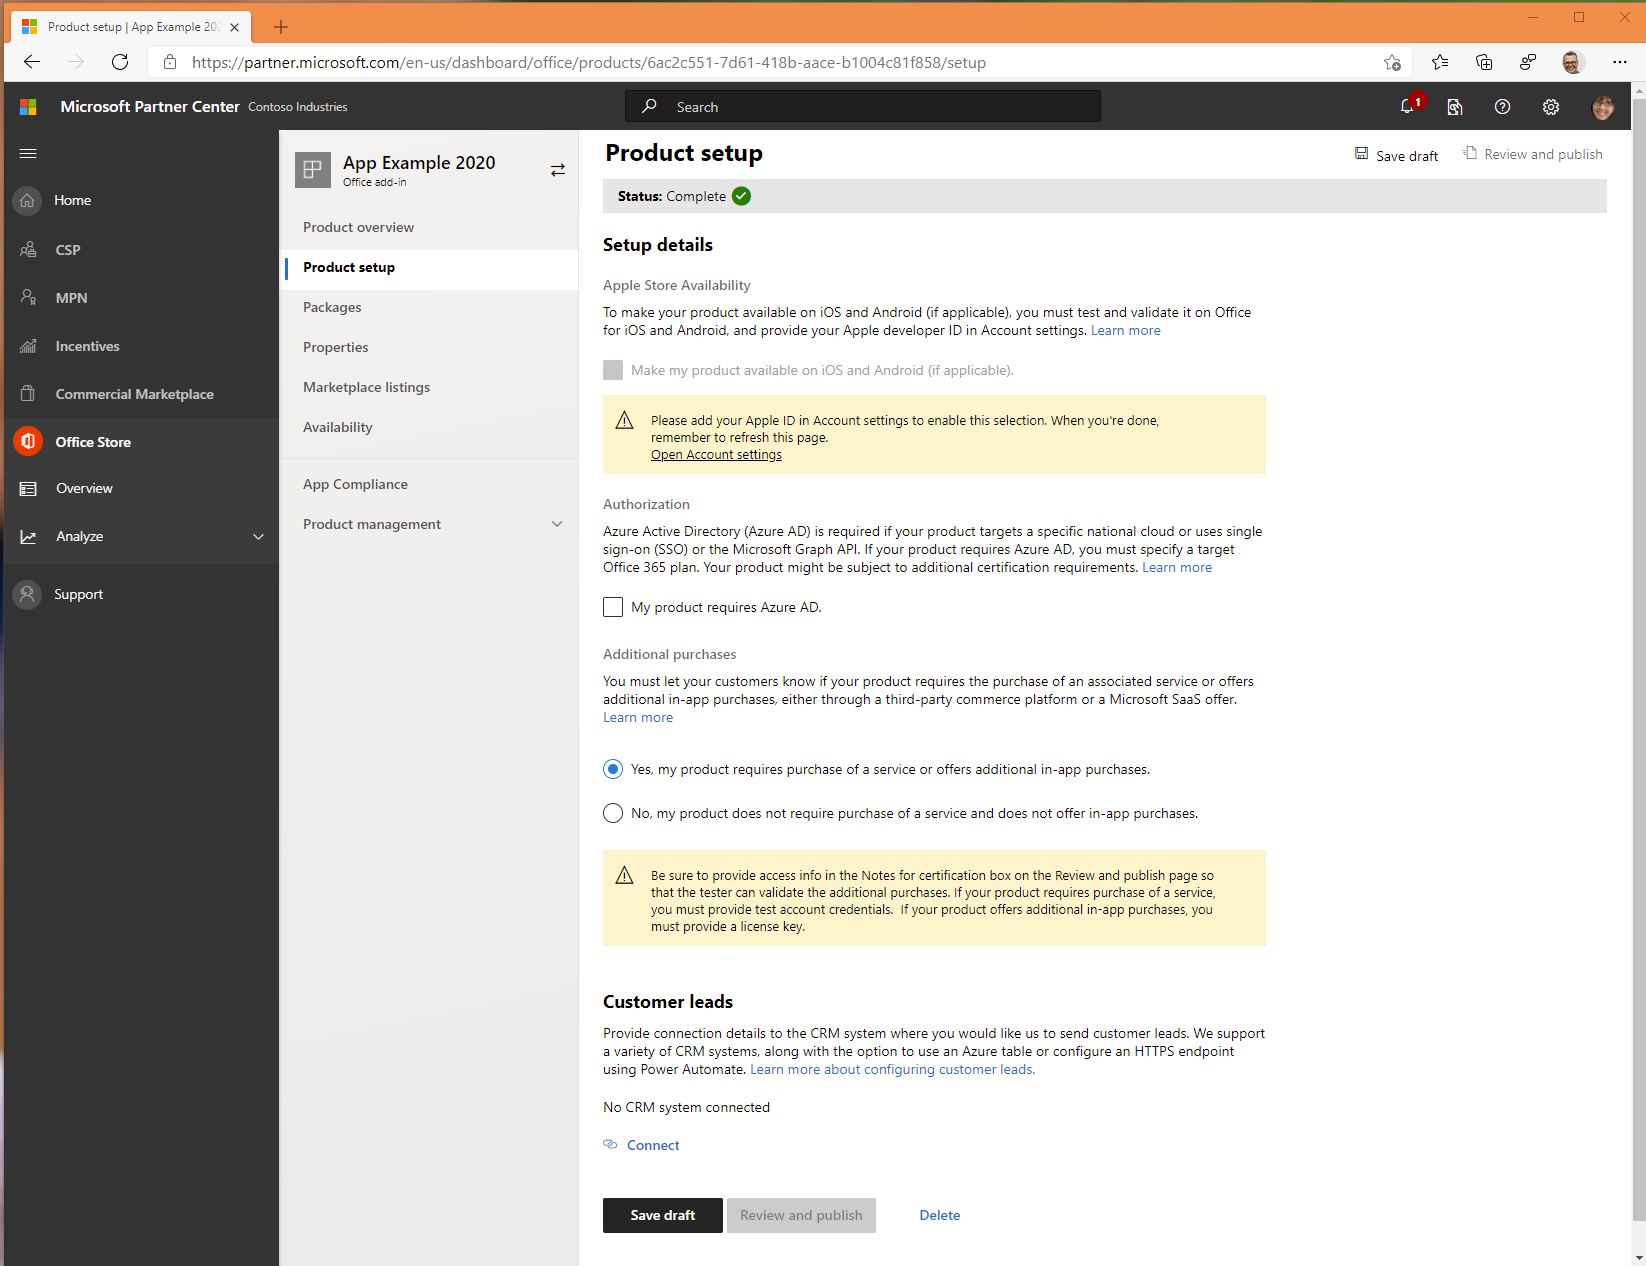 Product setup | App Example 202
https://partner.microsoft.com/en-us/dashboard/office/products/6ac2c551-7d61-418b-aace-b1004c81f858/setup
Microsoft Partner Center Contoso Industries
Search
1
Home
CSP
MPN
Incentives
Commercial Marketplace
Office Store
Overview
Analyze
Support
App Example 2020
Office add-in
Product overview
Product setup
Packages
Properties
Marketplace listings
Availability
App Compliance
Product management
Product setup
Save draft
Review and publish
Status: Complete
Setup details
Apple Store Availability
To make your product available on iOS and Android (if applicable), you must test and validate it on Office
for iOS and Android, and provide your Apple developer ID in Account settings. Learn more
Make my product available on iOS and Android (if applicable).
Please add your Apple ID in Account settings to enable this selection. When you're done,
remember to refresh this page.
Open Account settings
Authorization
Azure Active Directory (Azure AD) is required if your product targets a specific national cloud or uses single
sign-on (SSO) or the Microsoft Graph API. If your product requires Azure AD, you must specify a target
Office 365 plan. Your product might be subject to additional certification requirements. Learn more
My product requires Azure AD.
Additional purchases
You must let your customers know if your product requires the purchase of an associated service or offers
additional in-app purchases, either through a third-party commerce platform or a Microsoft SaaS offer.
Learn more
Yes, my product requires purchase of a service or offers additional in-app purchases.
No, my product does not require purchase of a service and does not offer in-app purchases.
Be sure to provide access info in the Notes for certification box on the Review and publish page so
that the tester can validate the additional purchases. If your product requires purchase of a service,
you must provide test account credentials. If your product offers additional in-app purchases, you
must provide a license key.
Customer leads
Provide connection details to the CRM system where you would like us to send customer leads. We support
a variety of CRM systems, along with the option to use an Azure table or configure an HTTPS endpoint
using Power Automate. Learn more about configuring customer leads.
No CRM system connected
Connect
Save draft
Review and publish
Delete